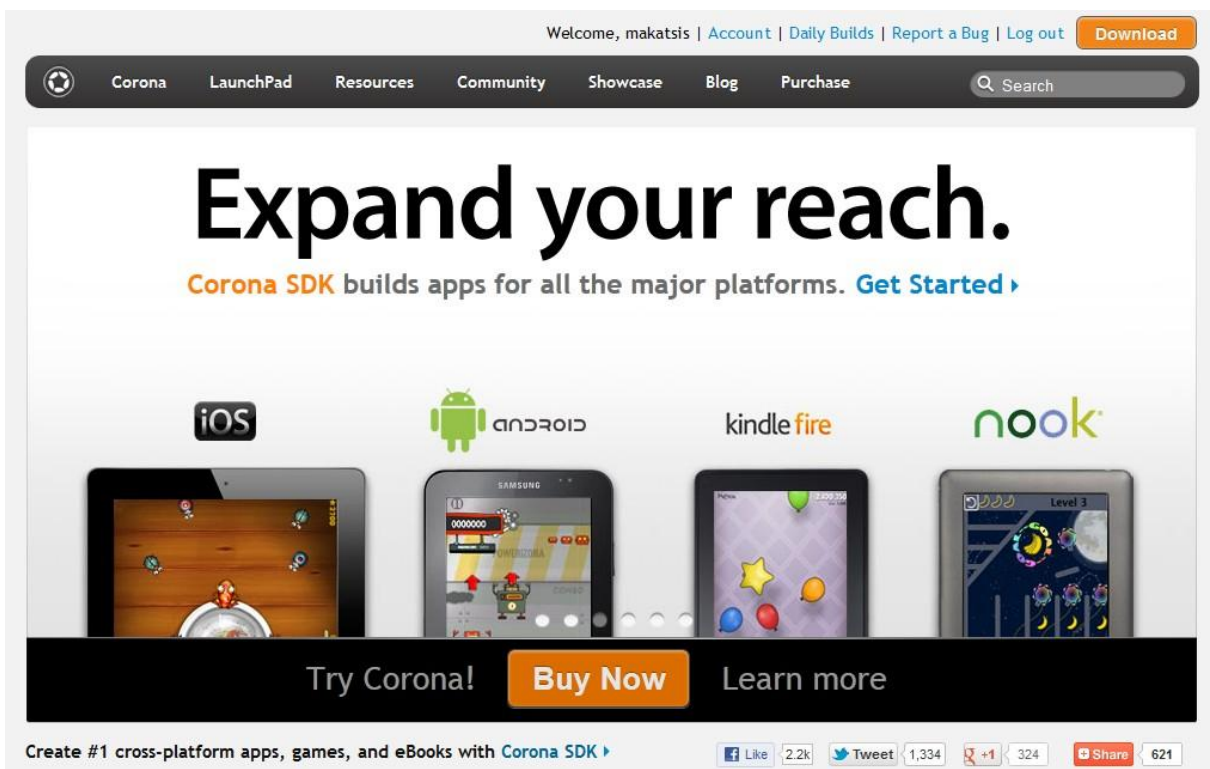 Welcome, makatsis | Account | Daily Builds | Report a Bug | Log out Download
Corona LaunchPad Resources Community Showcase Blog Purchase Search
Expand your reach.
Corona SDK builds apps for all the major platforms. Get Started
iOS
android
kindle fire
nook
SAMSUNG
0000000
Level 3
Try Corona! Buy Now Learn more
Create #1 cross-platform apps, games, and eBooks with Corona SDK
Like 2.2k Tweet 1,334 +1 324 Share 621